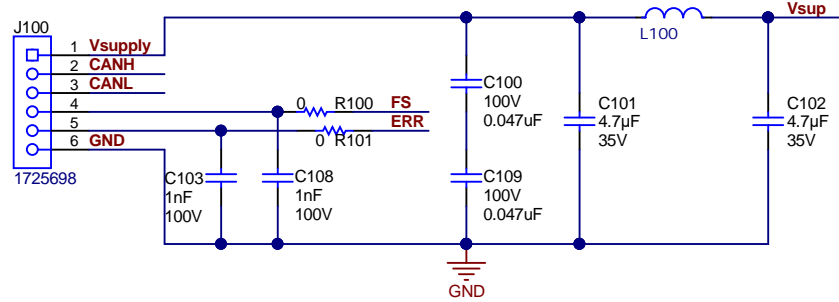 Vsup
J100
L100
1 Vsupply
2 CANH
3 CANL
4
0 R100 FS
5
0 R101 ERR
6 GND
1725698
C100
100V
0.047uF
C101
4.7µF
35V
C102
4.7µF
35V
C103
1nF
100V
C108
1nF
100V
C109
100V
0.047uF
GND